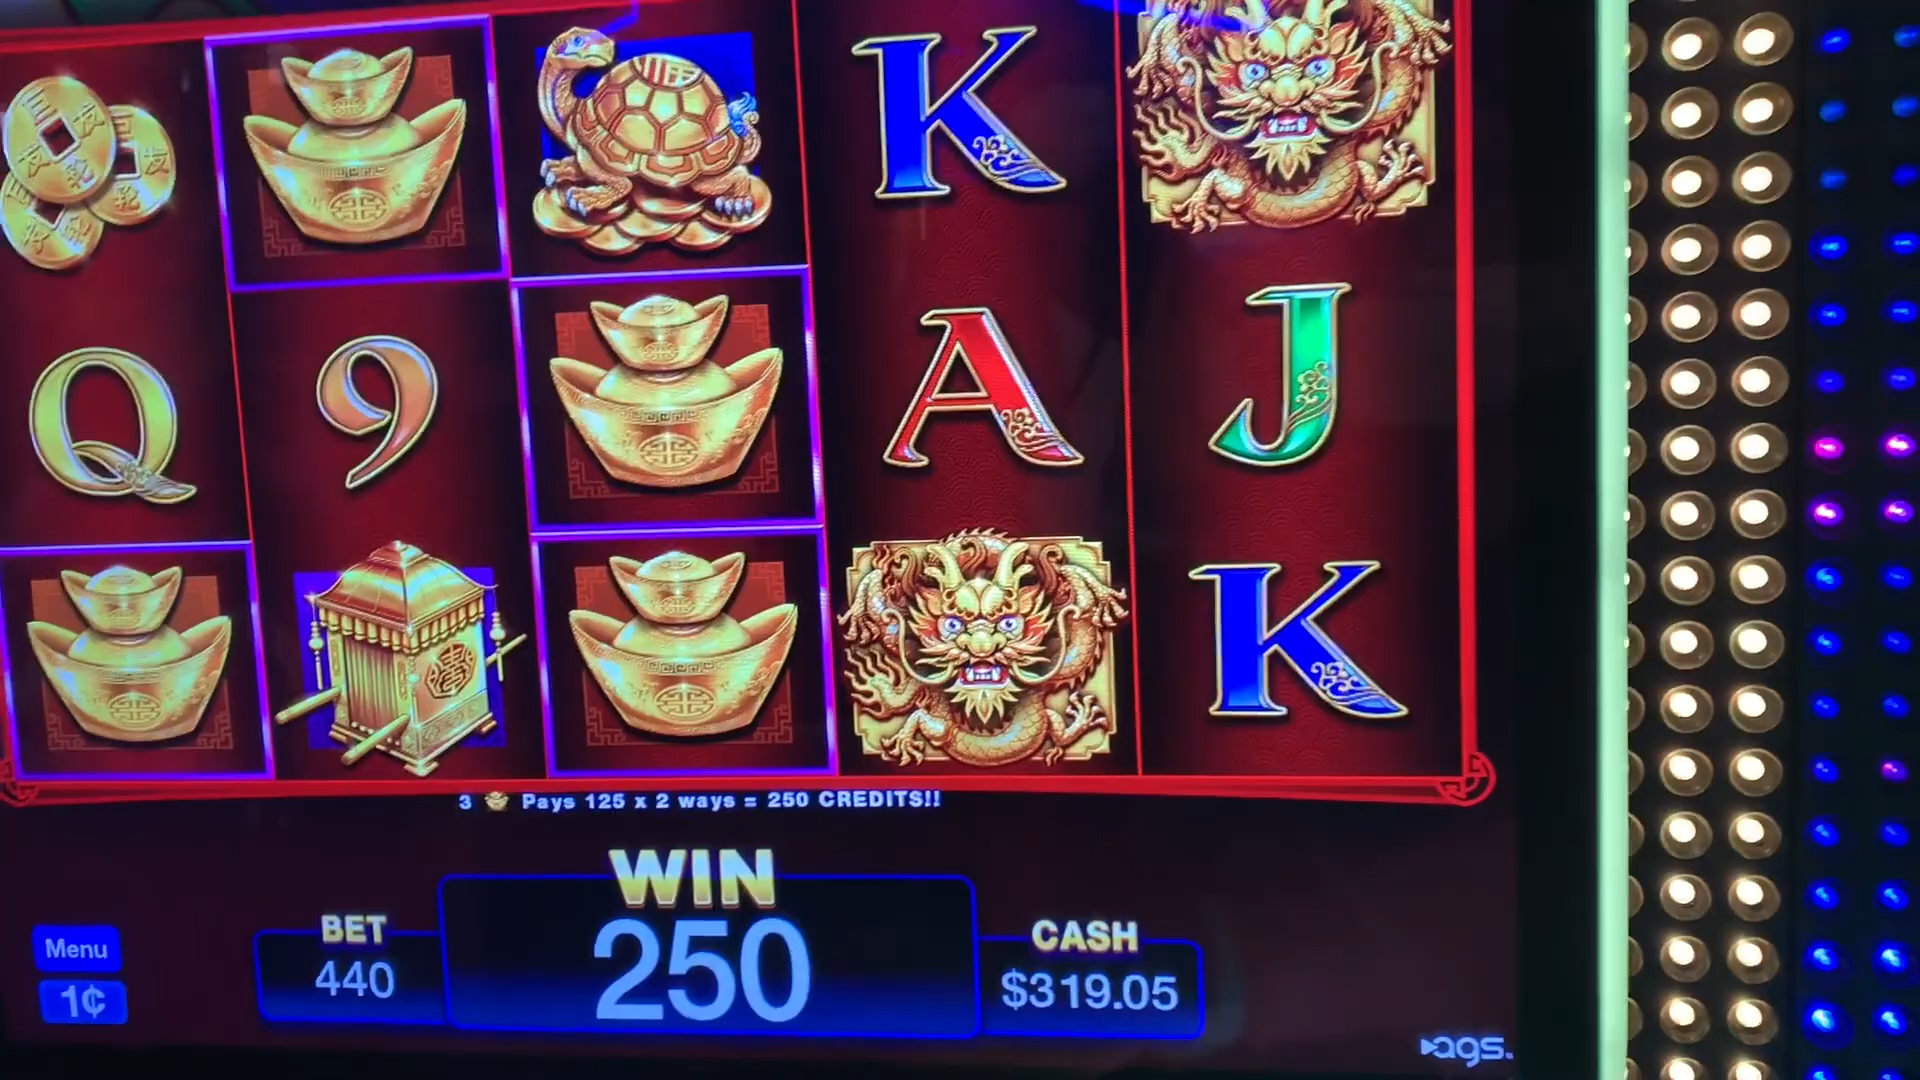 K
J
A
Q
9
K
3 Pays 125 x 2 ways = 250 CREDITS!!
WIN
250
BET
440
CASH
$319.05
Menu
1¢
ags.